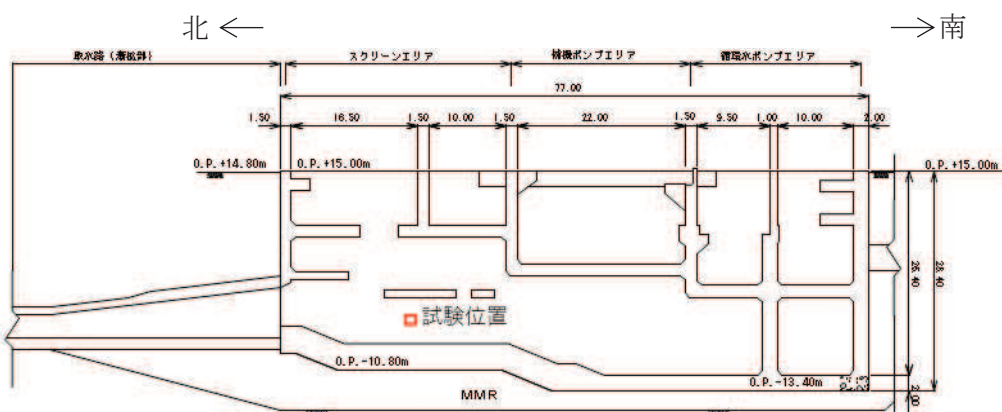 北 ← → 南
取水路（漸拡部） スクリーンエリア 補機ポンプエリア 循環水ポンプエリア
77.00
1.50 16.50 1.50 10.00 1.50 22.00 1.50 9.50 1.00 10.00 2.00
O.P.+14.80m O.P.+15.00m O.P.+15.00m
26.40 28.40
試験位置
O.P.-10.80m
O.P.-13.40m
MMR
2.00